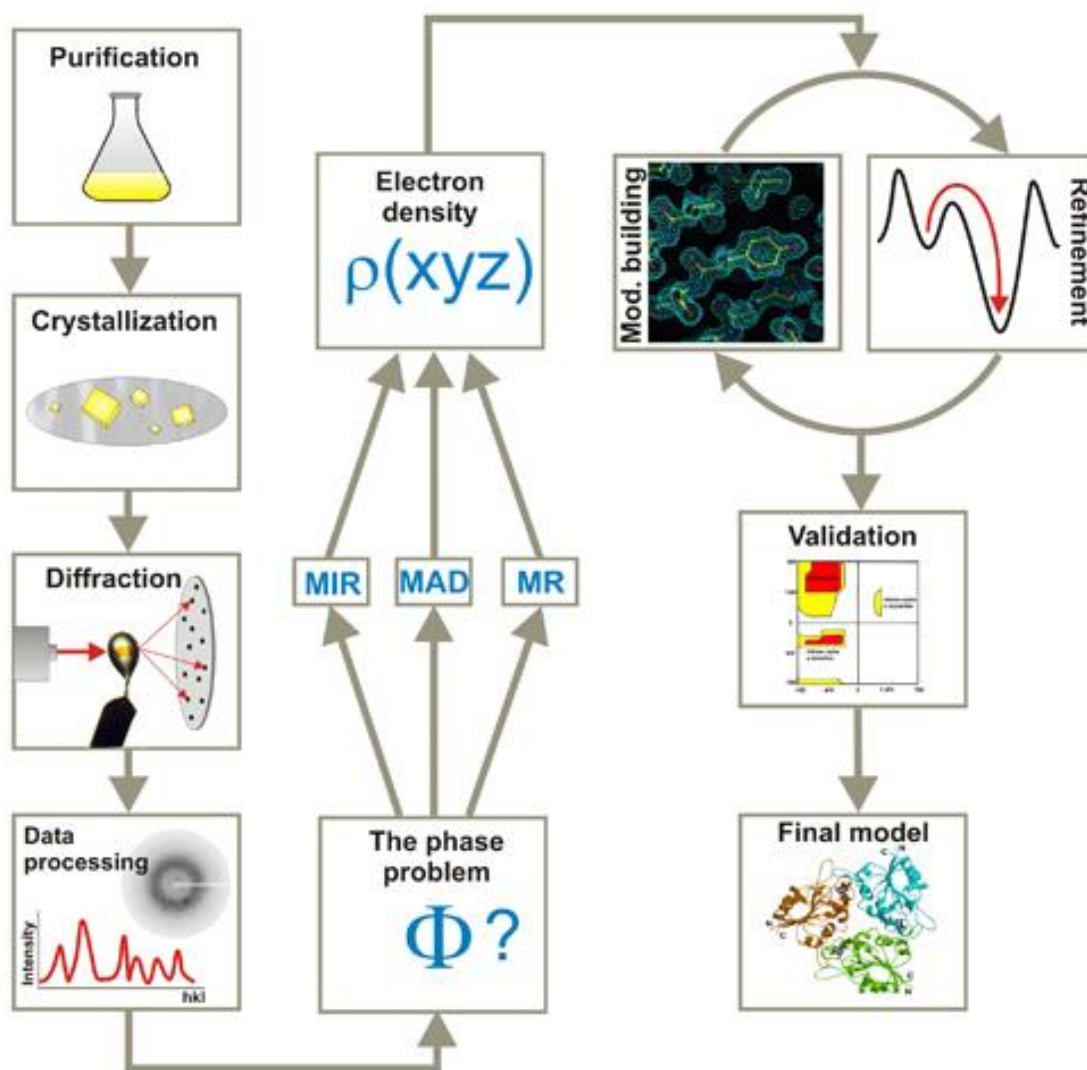 Purification
Crystallization
Diffraction
Data
processing
Intensity
hkl
The phase
problem
Φ?
MIR
MAD
MR
Electron
density
ρ(xyz)
Mod. building
Refinement
Validation
Final model
N
C
N
C
C
N